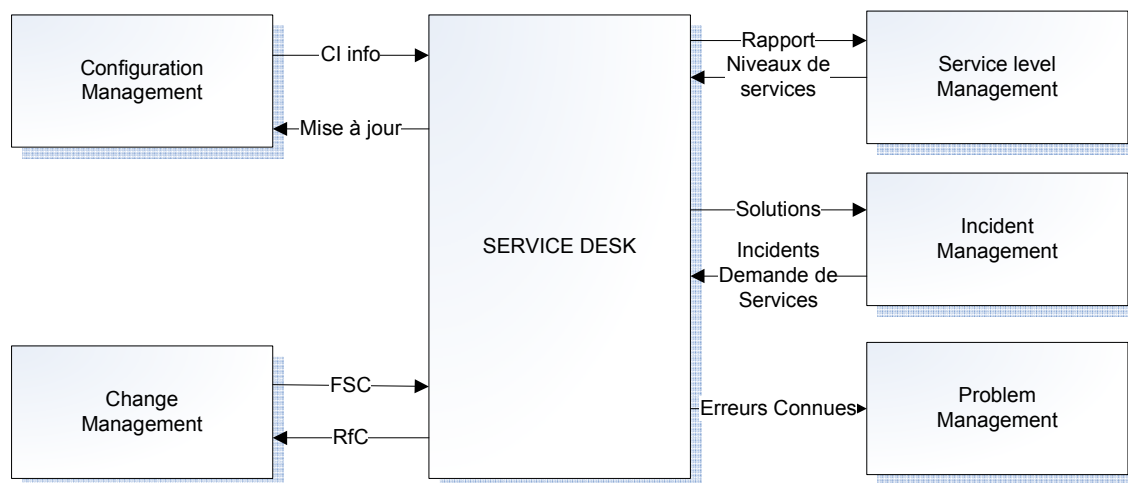 Configuration
Management
CI info
Mise à jour
SERVICE DESK
Rapport
Niveaux de
services
Service level
Management
Solutions
Incidents
Demande de
Services
Incident
Management
Change
Management
FSC
RfC
Erreurs Connues
Problem
Management